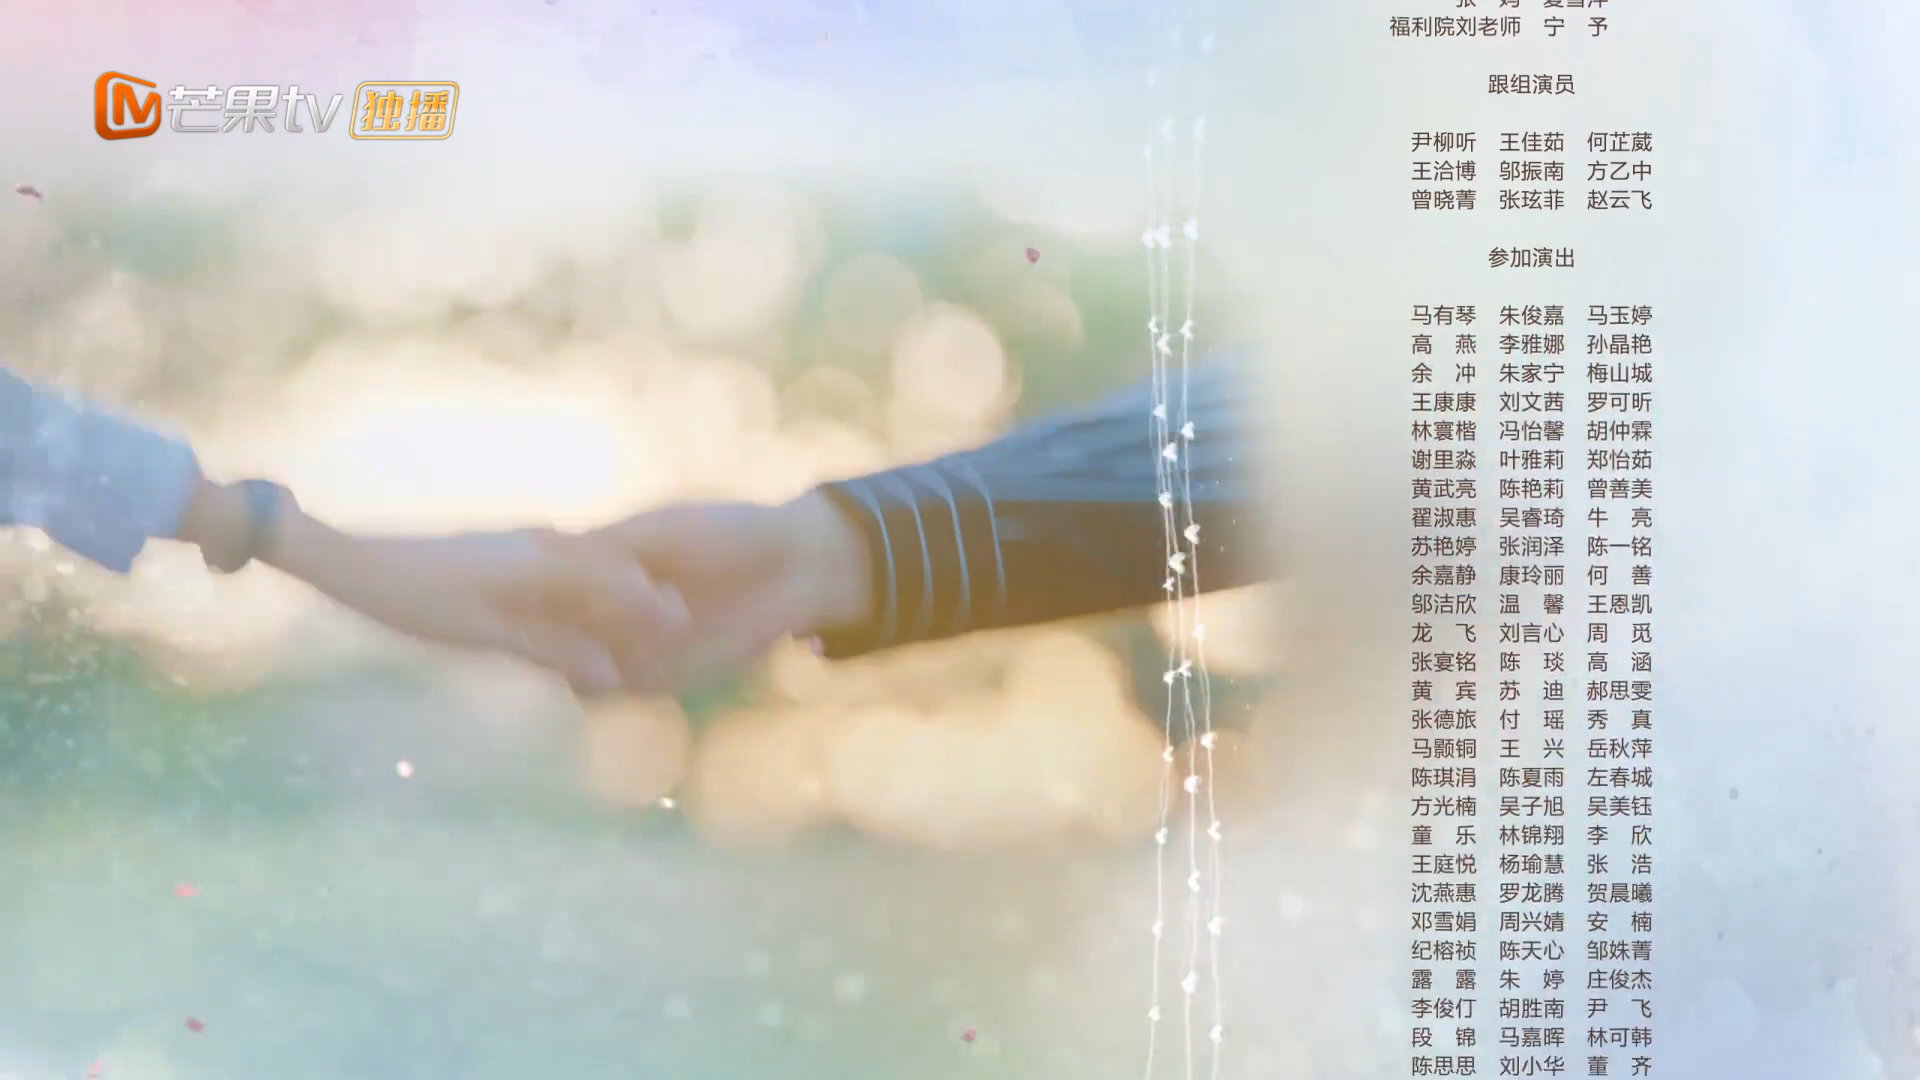 芒果tv 独播
福利院刘老师 宁 予
跟组演员
尹柳听 王佳茹 何芷葳
王洽博 邬振南 方乙中
曾晓菁 张玹菲 赵云飞
参加演出
马有琴 朱俊嘉 马玉婷
高 燕 李雅娜 孙晶艳
余 冲 朱家宁 梅山城
王康康 刘文茜 罗可昕
林寰楷 冯怡馨 胡仲霖
谢里淼 叶雅莉 郑怡茹
黄武亮 陈艳莉 曾善美
翟淑惠 吴睿琦 牛 亮
苏艳婷 张润泽 陈一铭
余嘉静 康玲丽 何 善
邬洁欣 温 馨 王恩凯
龙 飞 刘言心 周 觅
张宴铭 陈 琰 高 涵
黄 宾 苏 迪 郝思雯
张德旅 付 瑶 秀 真
马颢铜 王 兴 岳秋萍
陈琪涓 陈夏雨 左春城
方光楠 吴子旭 吴美钰
童 乐 林锦翔 李 欣
王庭悦 杨瑜慧 张 浩
沈燕惠 罗龙腾 贺晨曦
邓雪娟 周兴婧 安 楠
纪榕祯 陈天心 邹姝菁
露 露 朱 婷 庄俊杰
李俊仃 胡胜南 尹 飞
段 锦 马嘉晖 林可韩
陈思思 刘小华 董 齐